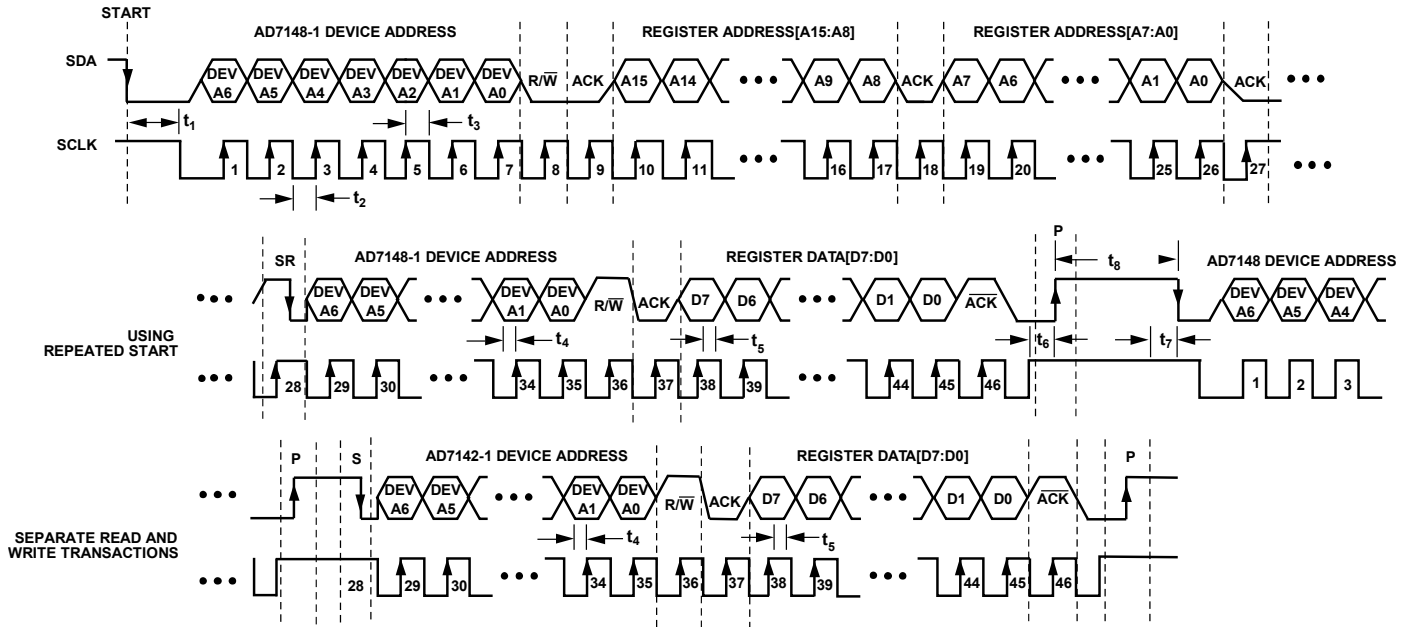 START
AD7148-1 DEVICE ADDRESS REGISTER ADDRESS[A15:A8] REGISTER ADDRESS[A7:A0]
SDA DEV A6 DEV A5 DEV A4 DEV A3 DEV A2 DEV A1 DEV A0 R/W̅ ACK A15 A14 ••• A9 A8 ACK A7 A6 ••• A1 A0 ACK •••
t1 t3
SCLK 1 2 3 4 5 6 7 8 9 10 11 ••• 16 17 18 19 20 ••• 25 26 27 •••
t2
P
SR AD7148-1 DEVICE ADDRESS REGISTER DATA[D7:D0] t8 AD7148 DEVICE ADDRESS
••• DEV A6 DEV A5 ••• DEV A1 DEV A0 R/W̅ ACK D7 D6 ••• D1 D0 A̅C̅K̅ DEV A6 DEV A5 DEV A4
USING
REPEATED START
t4 t5 t6 t7
••• 28 29 30 ••• 34 35 36 37 38 39 ••• 44 45 46 1 2 3
P S AD7142-1 DEVICE ADDRESS REGISTER DATA[D7:D0] P
••• DEV A6 DEV A5 ••• DEV A1 DEV A0 R/W̅ ACK D7 D6 ••• D1 D0 A̅C̅K̅
SEPARATE READ AND
WRITE TRANSACTIONS
t4 t5
••• 28 29 30 ••• 34 35 36 37 38 39 ••• 44 45 46